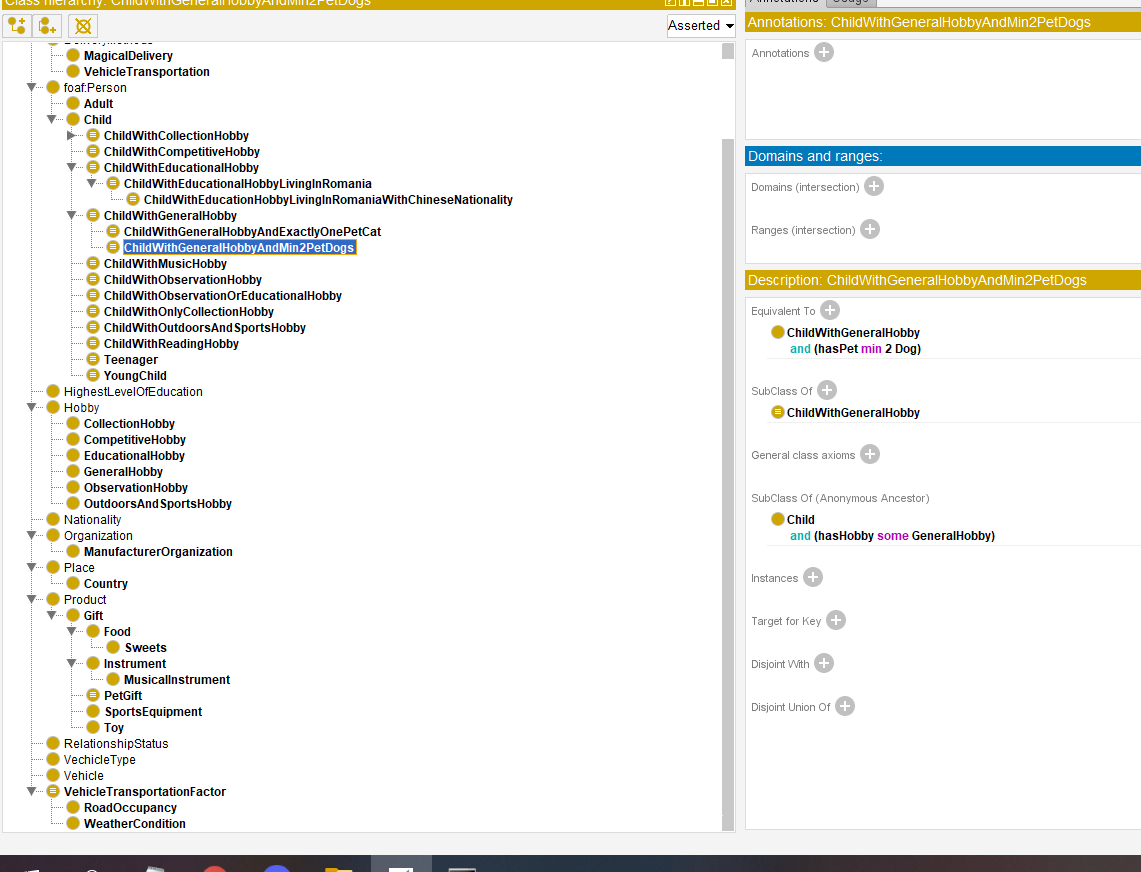 Class hierarchy: ChildWithGeneralHobbyAndMin2PetDogs
Asserted
MagicalDelivery
VehicleTransportation
foaf:Person
Adult
Child
ChildWithCollectionHobby
ChildWithCompetitiveHobby
ChildWithEducationalHobby
ChildWithEducationalHobbyLivingInRomania
ChildWithEducationHobbyLivingInRomaniaWithChineseNationality
ChildWithGeneralHobby
ChildWithGeneralHobbyAndExactlyOnePetCat
ChildWithGeneralHobbyAndMin2PetDogs
ChildWithMusicHobby
ChildWithObservationHobby
ChildWithObservationOrEducationalHobby
ChildWithOnlyCollectionHobby
ChildWithOutdoorsAndSportsHobby
ChildWithReadingHobby
Teenager
YoungChild
HighestLevelOfEducation
Hobby
CollectionHobby
CompetitiveHobby
EducationalHobby
GeneralHobby
ObservationHobby
OutdoorsAndSportsHobby
Nationality
Organization
ManufacturerOrganization
Place
Country
Product
Gift
Food
Sweets
Instrument
MusicalInstrument
PetGift
SportsEquipment
Toy
RelationshipStatus
VechicleType
Vehicle
VehicleTransportationFactor
RoadOccupancy
WeatherCondition
Annotations Usage
Annotations: ChildWithGeneralHobbyAndMin2PetDogs
Annotations
Domains and ranges:
Domains (intersection)
Ranges (intersection)
Description: ChildWithGeneralHobbyAndMin2PetDogs
Equivalent To
ChildWithGeneralHobby
and (hasPet min 2 Dog)
SubClass Of
ChildWithGeneralHobby
General class axioms
SubClass Of (Anonymous Ancestor)
Child
and (hasHobby some GeneralHobby)
Instances
Target for Key
Disjoint With
Disjoint Union Of